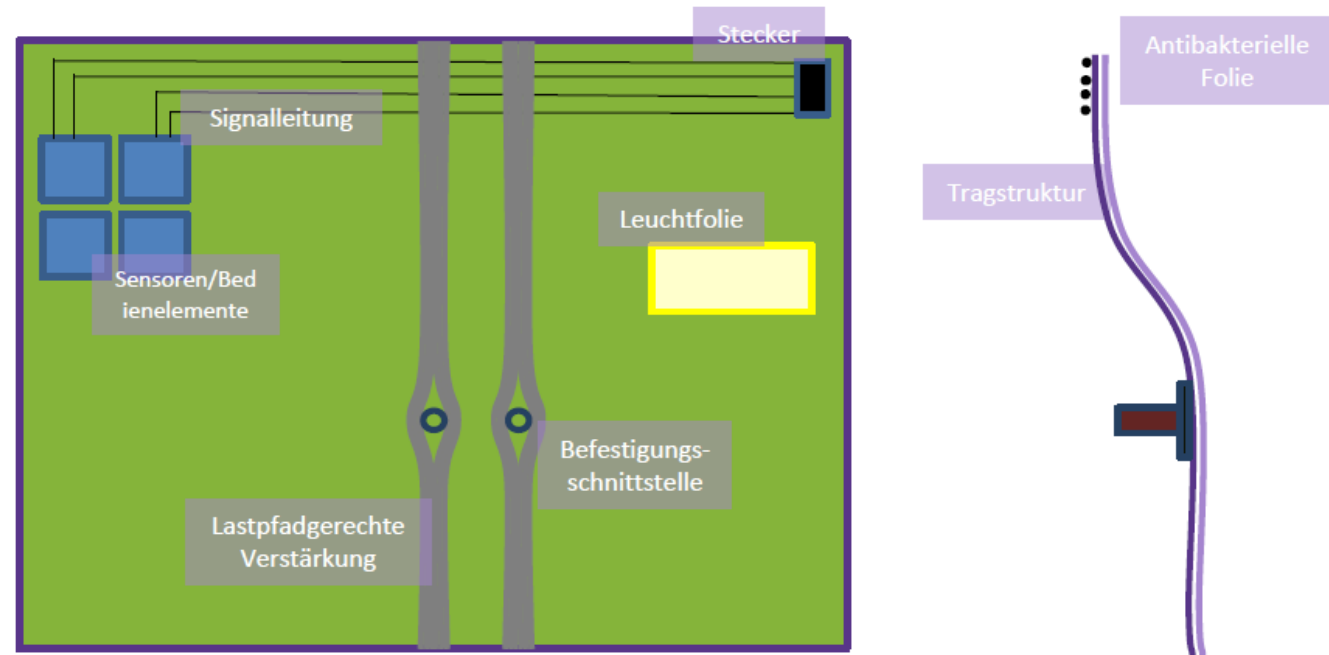 Stecker
Signalleitung
Leuchtfolie
Sensoren/Bed
ienelemente
Befestigungs-
schnittstelle
Lastpfadgerechte
Verstärkung
Antibakterielle
Folie
Tragstruktur